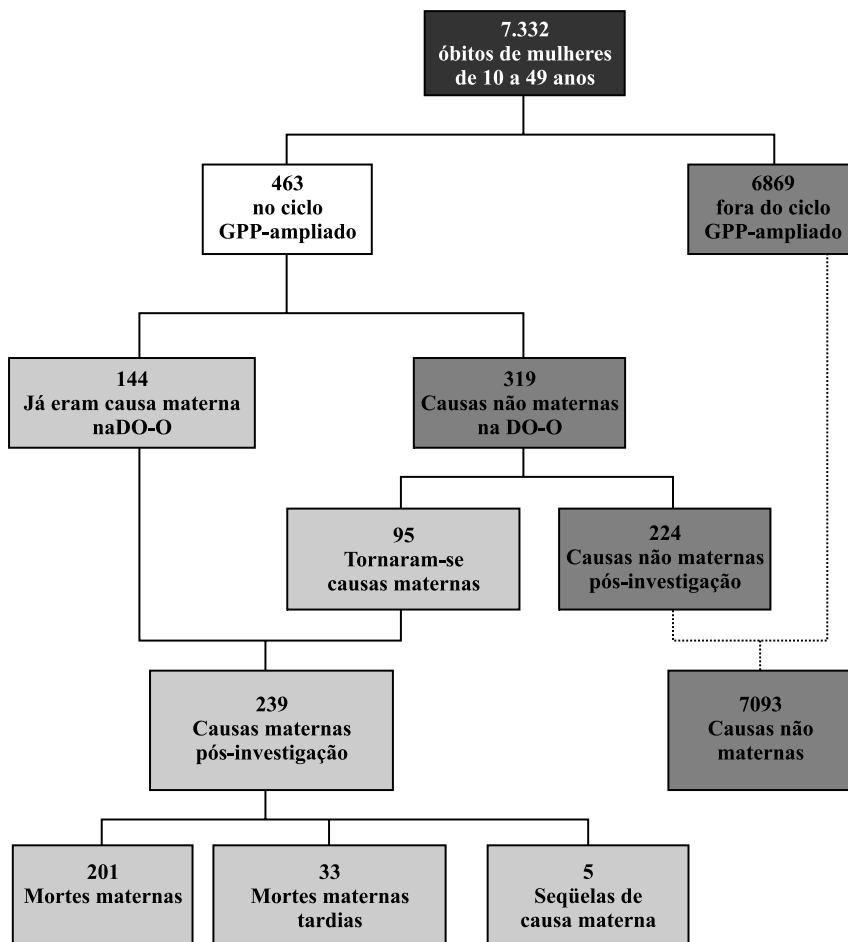 7.332
óbitos de mulheres
de 10 a 49 anos
463
no ciclo
GPP-ampliado
6869
fora do ciclo
GPP-ampliado
144
Já eram causa materna
naDO-O
319
Causas não maternas
na DO-O
95
Tornaram-se
causas maternas
224
Causas não maternas
pós-investigação
239
Causas maternas
pós-investigação
7093
Causas não
maternas
201
Mortes maternas
33
Mortes maternas
tardias
5
Seqüelas de
causa materna